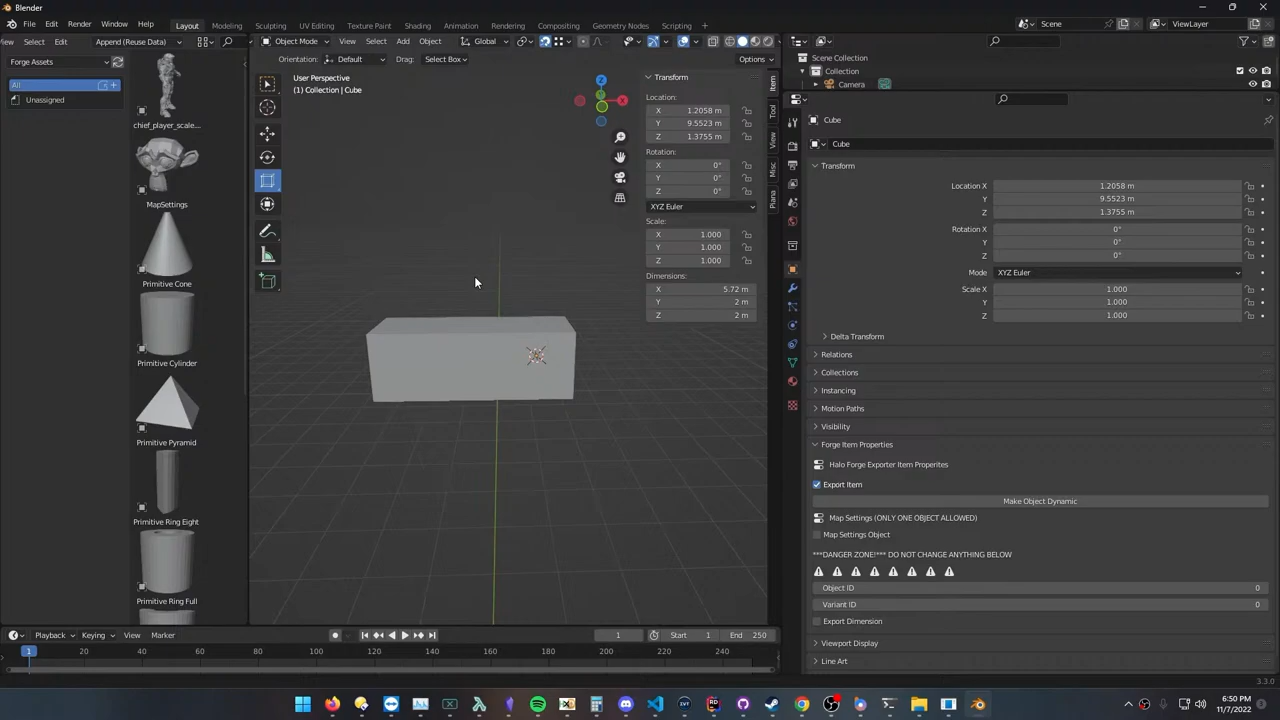 Blender
File Edit Render Window Help Layout Modeling Sculpting UV Editing Texture Paint Shading Animation Rendering Compositing Geometry Nodes Scripting + Scene ViewLayer
iew Select Edit Append (Reuse Data) Object Mode View Select Add Object Global
Orientation: Default Drag: Select Box Options
Forge Assets
All
Unassigned
chief_player_scale...
MapSettings
Primitive Cone
Primitive Cylinder
Primitive Pyramid
Primitive Ring Eight
Primitive Ring Full
User Perspective
(1) Collection | Cube
Z
X
Transform
Location:
X 1.2058 m
Y 9.5523 m
Z 1.3755 m
Rotation:
X 0°
Y 0°
Z 0°
XYZ Euler
Scale:
X 1.000
Y 1.000
Z 1.000
Dimensions:
X 5.72 m
Y 2 m
Z 2 m
Item
Tool
View
Misc
Scene Collection
Collection
Camera
Cube
Cube
Transform
Location X 1.2058 m
Y 9.5523 m
Z 1.3755 m
Rotation X 0°
Y 0°
Z 0°
Mode XYZ Euler
Scale X 1.000
Y 1.000
Z 1.000
Delta Transform
Relations
Collections
Instancing
Motion Paths
Visibility
Forge Item Properties
Halo Forge Exporter Item Properites
Export Item
Make Object Dynamic
Map Settings (ONLY ONE OBJECT ALLOWED)
Map Settings Object
***DANGER ZONE!*** DO NOT CHANGE ANYTHING BELOW
Object ID 0
Variant ID 0
Export Dimension
Viewport Display
Line Art
Playback Keying View Marker 1 Start 1 End 250
1 20 40 60 80 100 120 140 160 180 200 220 240
3.3.0
6:50 PM
11/7/2022